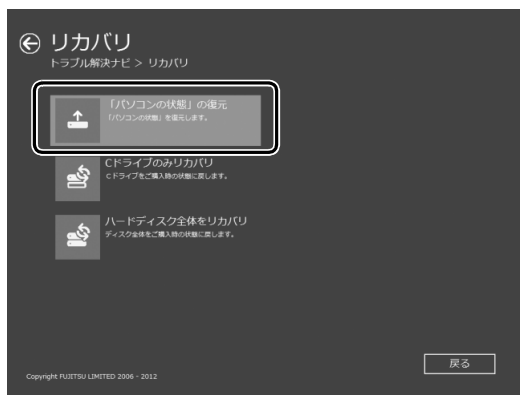 リカバリ
トラブル解決ナビ > リカバリ
「パソコンの状態」の復元
「パソコンの状態」を復元します。
Cドライブのみリカバリ
Cドライブをご購入時の状態に戻します。
ハードディスク全体をリカバリ
ディスク全体をご購入時の状態に戻します。
戻る
Copyright FUJITSU LIMITED 2006 - 2012